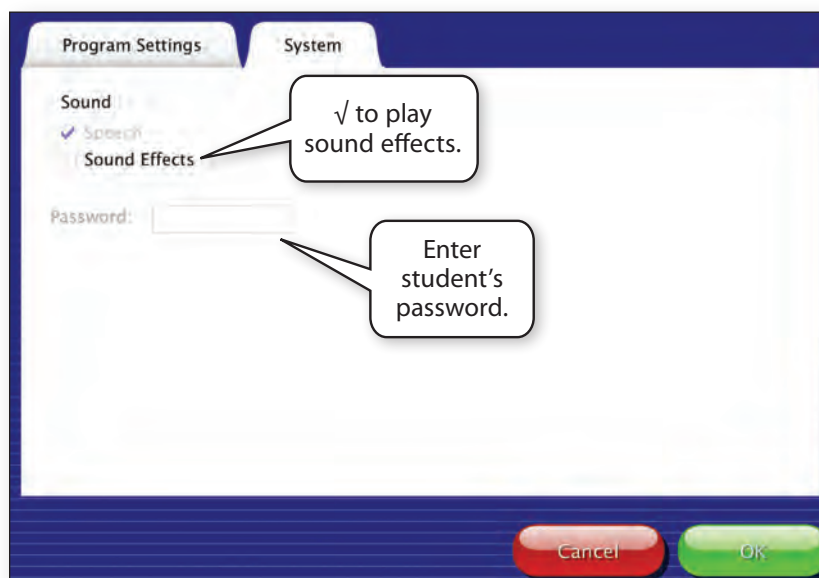 Program Settings
System
Sound
√ to play
sound effects.
✓ Speech
Sound Effects
Password:
Enter
student’s
password.
Cancel
OK